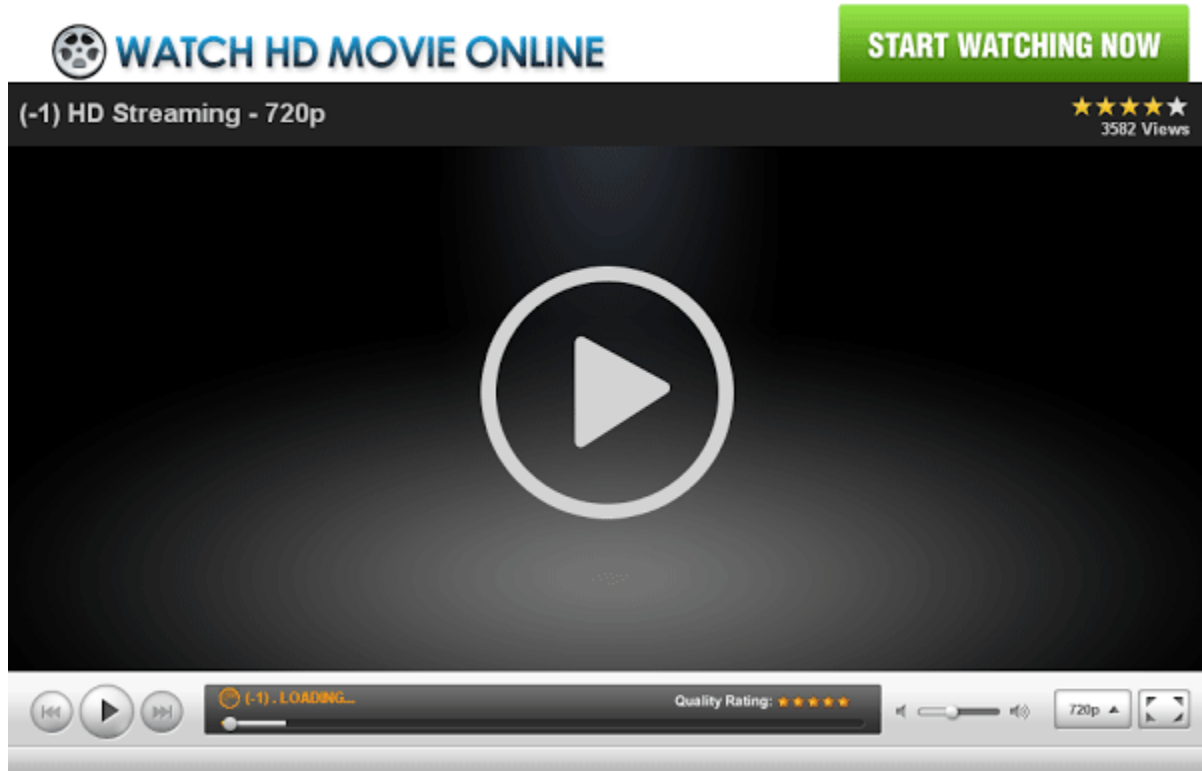 WATCH HD MOVIE ONLINE
START WATCHING NOW
(-1) HD Streaming - 720p
3582 Views
(-1) . LOADING...
Quality Rating:
720p